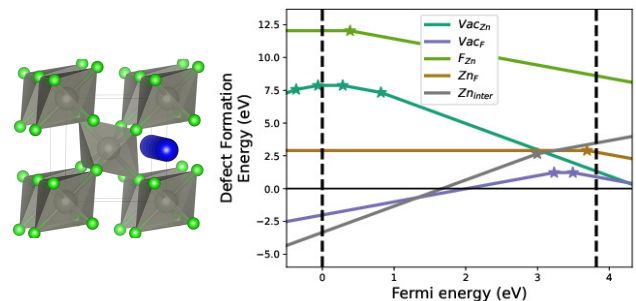 12.5
10.0
7.5
5.0
2.5
0.0
−2.5
−5.0
Defect Formation
Energy (eV)
Vac_Zn
Vac_F
F_Zn
Zn_F
Zn_inter
0 1 2 3 4
Fermi energy (eV)